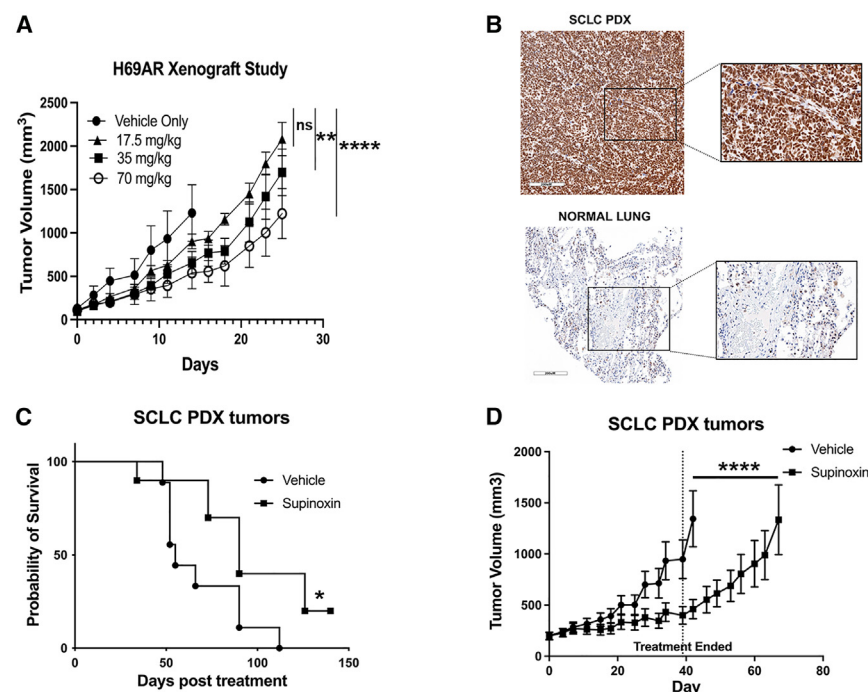 A
H69AR Xenograft Study
Tumor Volume (mm³)
2500
2000
1500
1000
500
0
Vehicle Only
17.5 mg/kg
35 mg/kg
70 mg/kg
ns
**
****
0 10 20 30
Days
B
SCLC PDX
NORMAL LUNG
C
SCLC PDX tumors
Probability of Survival
100
50
0
Vehicle
Supinoxin
*
0 50 100 150
Days post treatment
D
SCLC PDX tumors
Tumor Volume (mm3)
2000
1500
1000
500
0
Vehicle
Supinoxin
****
Treatment Ended
0 20 40 60 80
Day